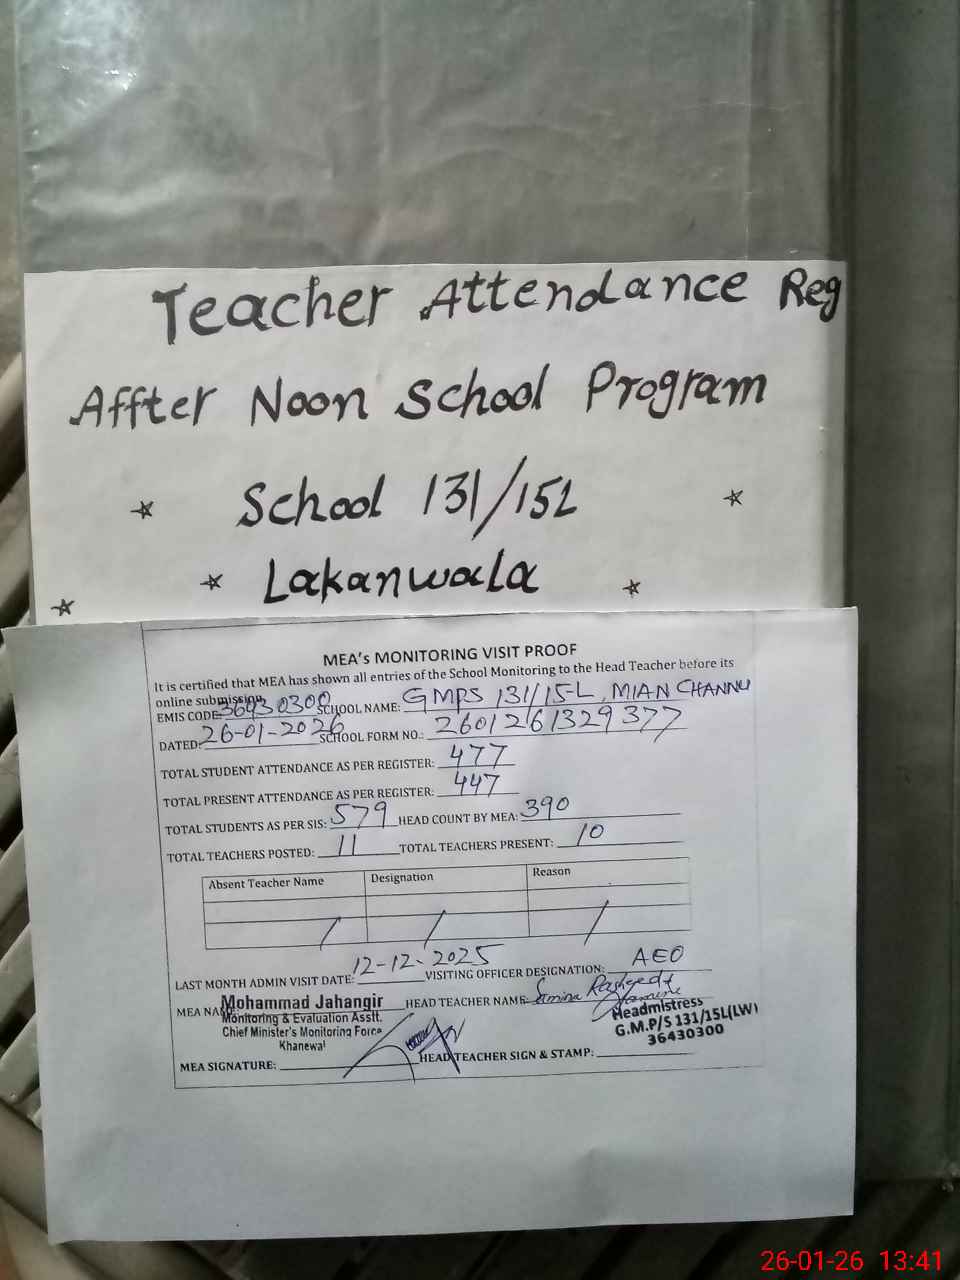 Teacher Attendance Reg
Affter Noon School Program
School 131/15L
Lakanwala
MEA's MONITORING VISIT PROOF
It is certified that MEA has shown all entries of the School Monitoring to the Head Teacher before its
online submission.
EMIS CODE: 36430300 SCHOOL NAME: GMPS 131/15-L, MIAN CHANNU
DATED: 26-01-2026 SCHOOL FORM NO.: 2601261329377
TOTAL STUDENT ATTENDANCE AS PER REGISTER: 477
TOTAL PRESENT ATTENDANCE AS PER REGISTER: 447
TOTAL STUDENTS AS PER SIS: 579 HEAD COUNT BY MEA: 390
TOTAL TEACHERS POSTED: 11 TOTAL TEACHERS PRESENT: 10
Absent Teacher Name Designation Reason
/ / /
LAST MONTH ADMIN VISIT DATE: 12-12-2025 VISITING OFFICER DESIGNATION: AEO
MEA NAME Mohammad Jahangir HEAD TEACHER NAME: Samina Rasheed
Monitoring & Evaluation Asstt.
Chief Minister's Monitoring Force
Khanewal
Headmistress
G.M.P/S 131/15L(LW)
36430300
MEA SIGNATURE: HEAD TEACHER SIGN & STAMP:
26-01-26 13:41